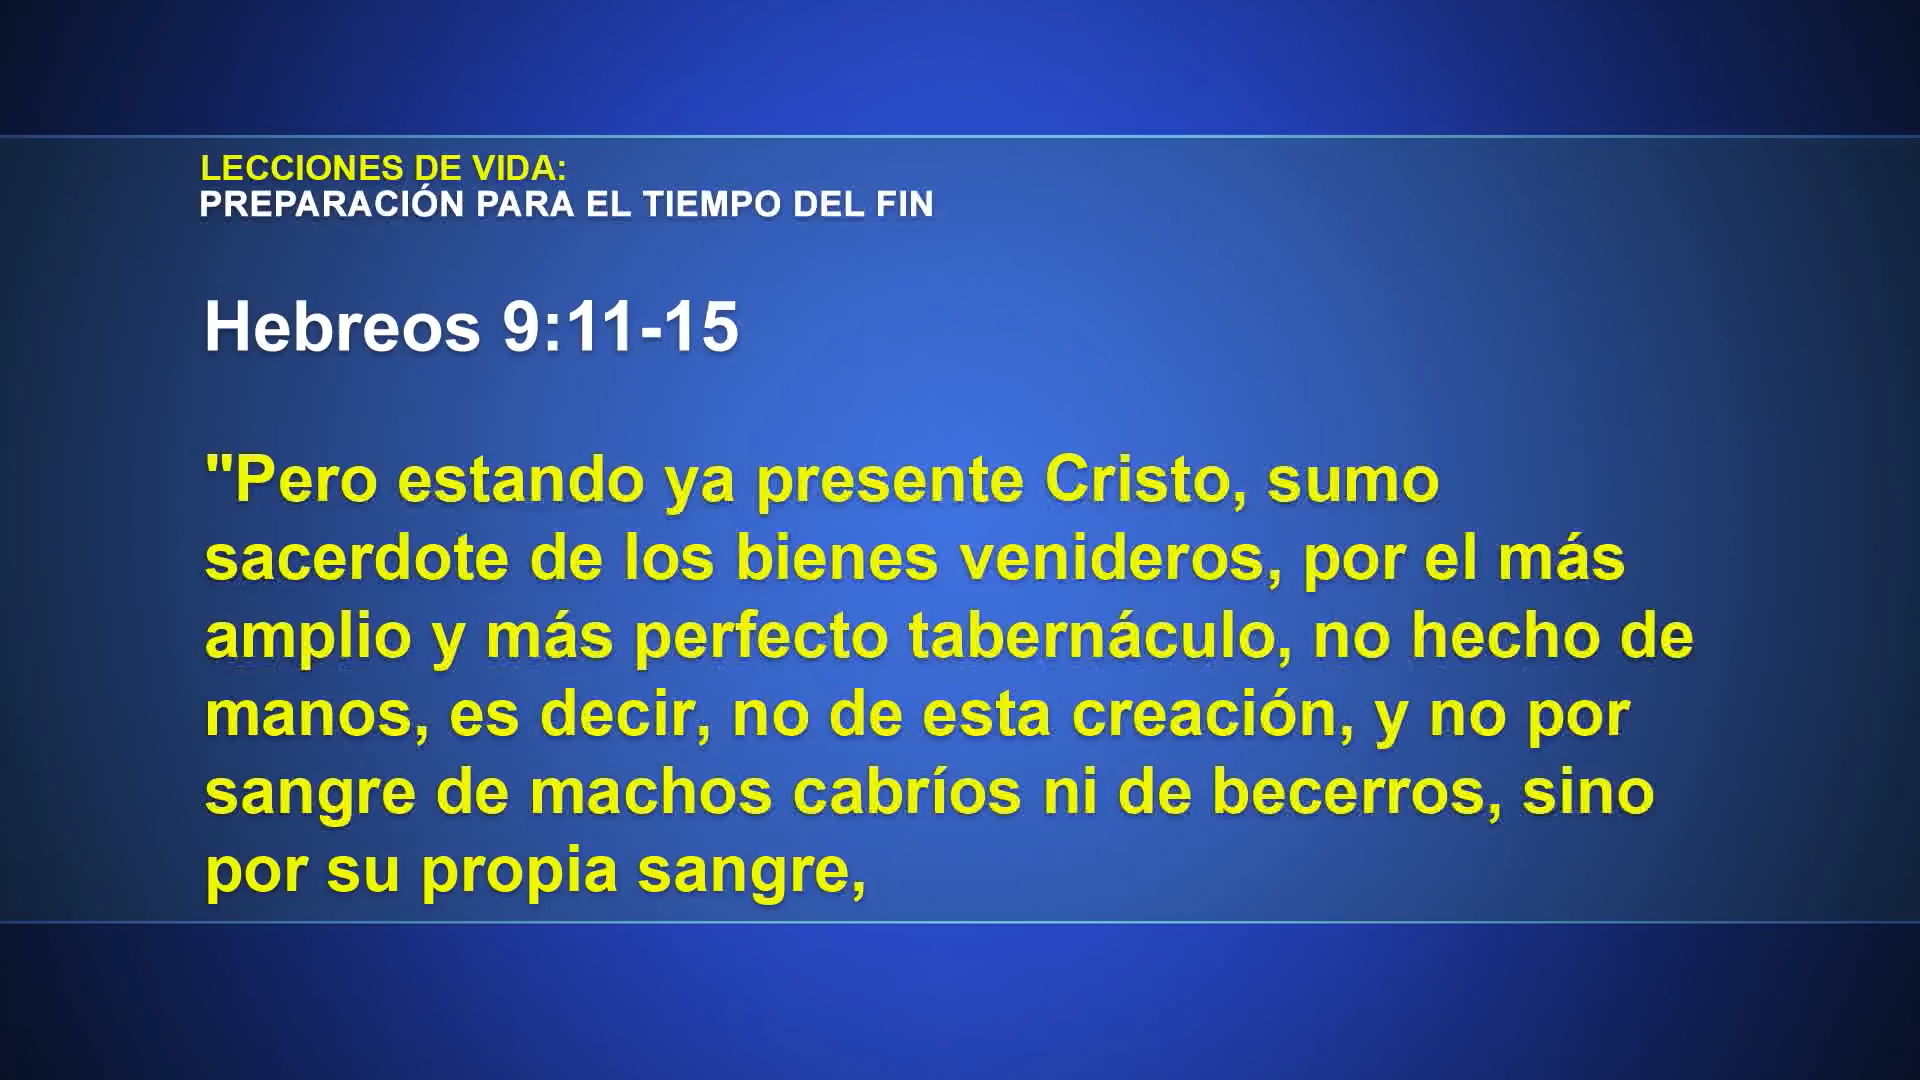 LECCIONES DE VIDA:
PREPARACIÓN PARA EL TIEMPO DEL FIN
Hebreos 9:11-15
"Pero estando ya presente Cristo, sumo
sacerdote de los bienes venideros, por el más
amplio y más perfecto tabernáculo, no hecho de
manos, es decir, no de esta creación, y no por
sangre de machos cabríos ni de becerros, sino
por su propia sangre,